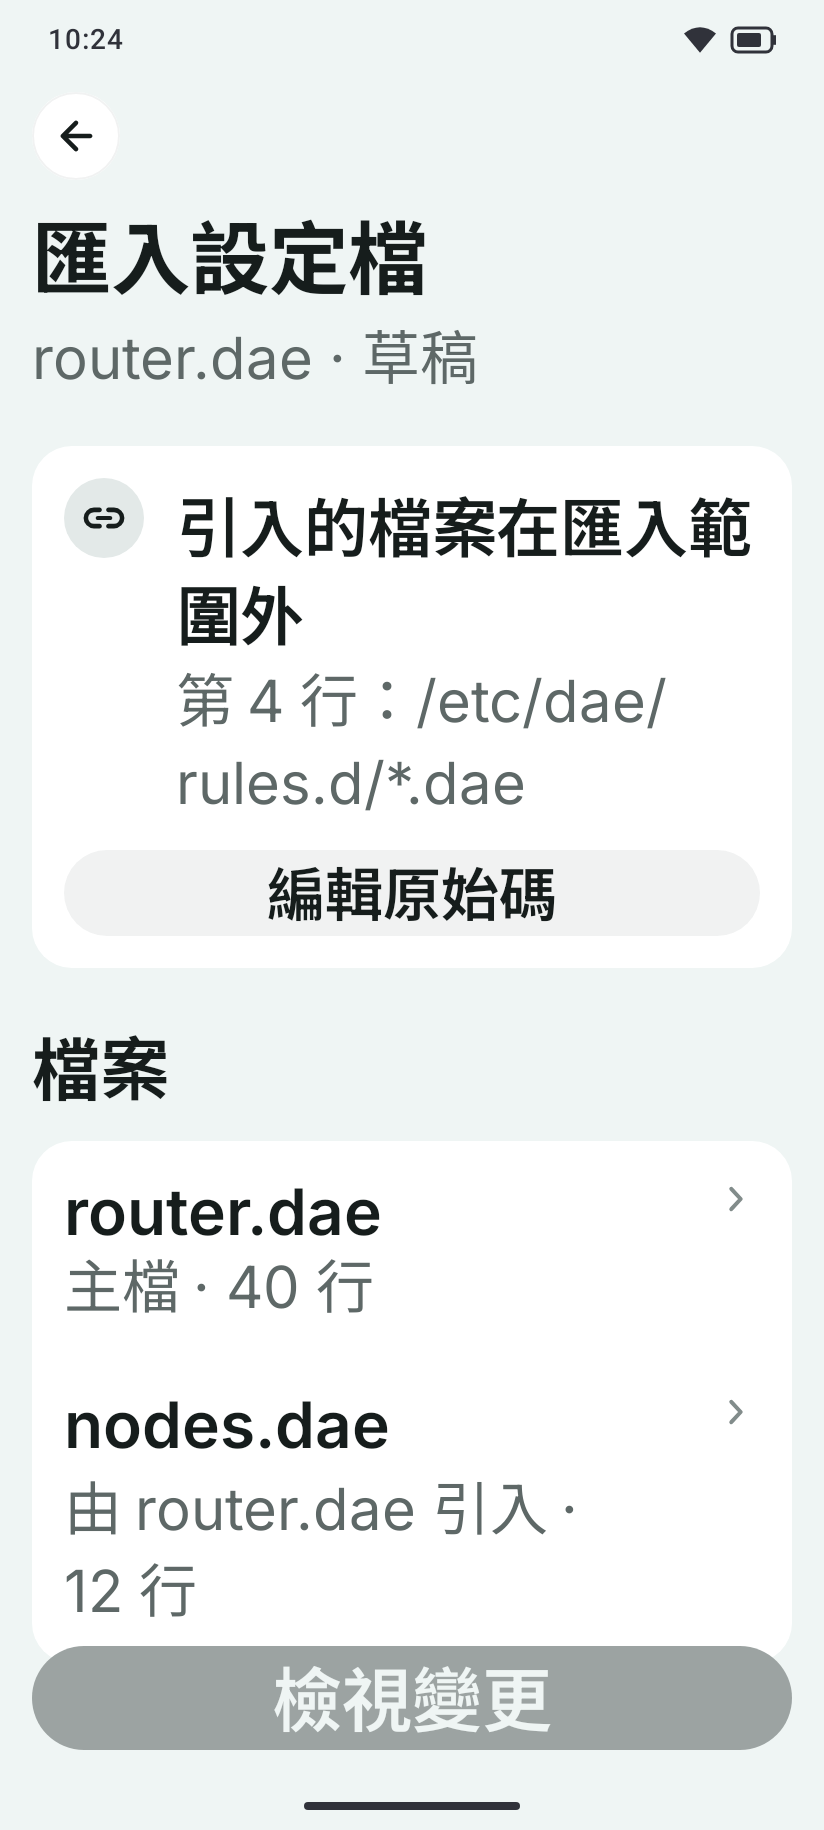 10:24
匯入設定檔
router.dae · 草稿
引入的檔案在匯入範
圍外
第 4 行：/etc/dae/
rules.d/*.dae
編輯原始碼
檔案
router.dae
主檔 · 40 行
nodes.dae
由 router.dae 引入 ·
12 行
檢視變更